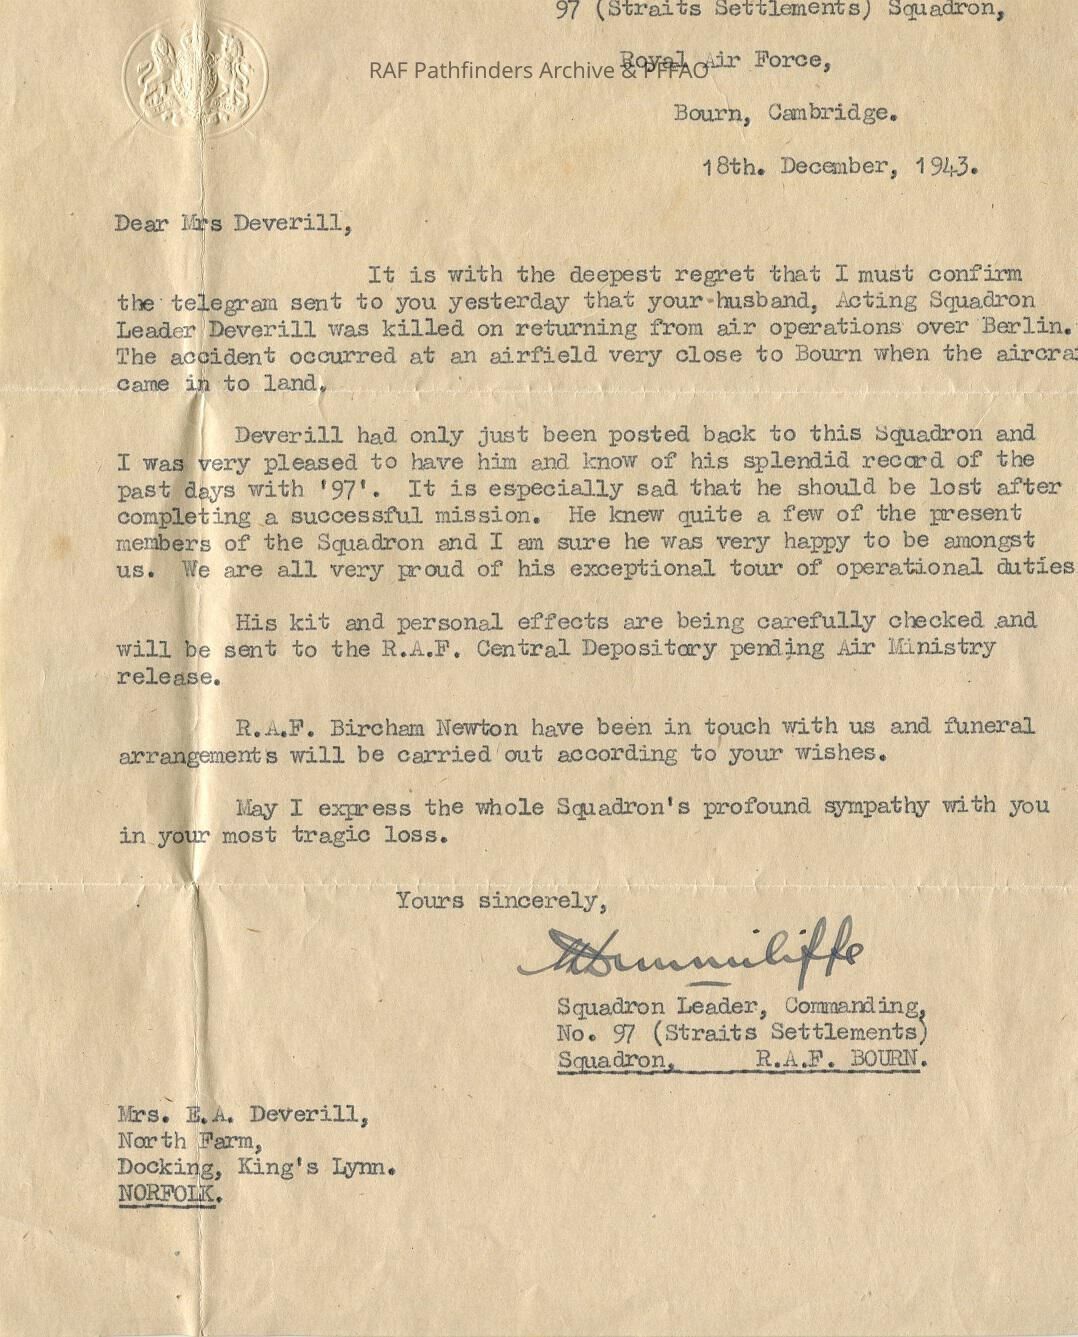 97 (Straits Settlements) Squadron,
Royal Air Force,
RAF Pathfinders Archive & PFFAO
Bourn, Cambridge.
18th. December, 1943.
Dear Mrs Deverill,
It is with the deepest regret that I must confirm
the telegram sent to you yesterday that your husband, Acting Squadron
Leader Deverill was killed on returning from air operations over Berlin.
The accident occurred at an airfield very close to Bourn when the aircra
came in to land.
Deverill had only just been posted back to this Squadron and
I was very pleased to have him and know of his splendid record of the
past days with '97'. It is especially sad that he should be lost after
completing a successful mission. He knew quite a few of the present
members of the Squadron and I am sure he was very happy to be amongst
us. We are all very proud of his exceptional tour of operational duties
His kit and personal effects are being carefully checked and
will be sent to the R.A.F. Central Depository pending Air Ministry
release.
R.A.F. Bircham Newton have been in touch with us and funeral
arrangements will be carried out according to your wishes.
May I express the whole Squadron's profound sympathy with you
in your most tragic loss.
Yours sincerely,
Squadron Leader, Commanding,
No. 97 (Straits Settlements)
Squadron, R.A.F. BOURN.
Mrs. E.A. Deverill,
North Farm,
Docking, King's Lynn.
NORFOLK.